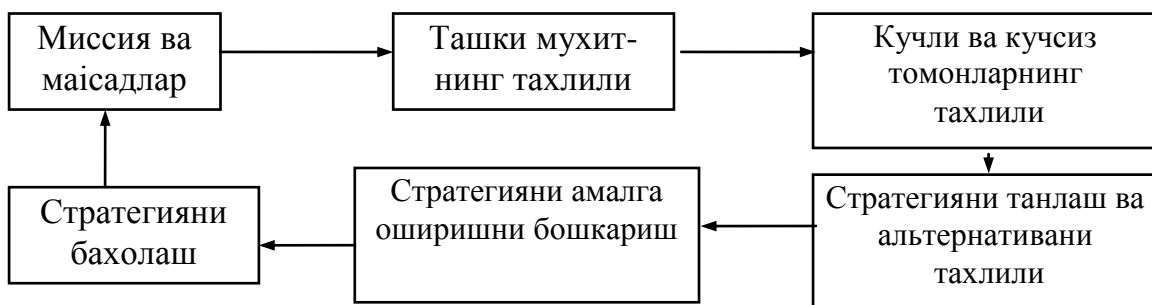 Миссия ва
маісадлар
Ташки мухит-
нинг тахлили
Кучли ва кучсиз
томонларнинг
тахлили
Стратегияни танлаш ва
альтернативани
тахлили
Стратегияни амалга
оширишни бошкариш
Стратегияни
бахолаш